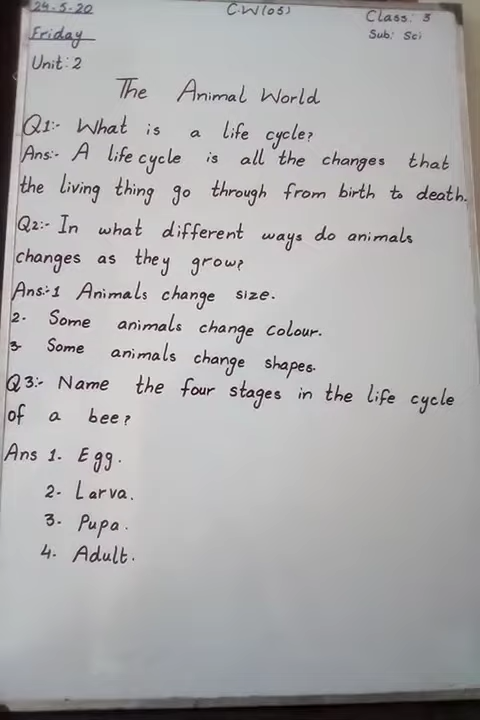 24-5-20 C.W(05) Class: 3
Friday Sub: Sci
Unit: 2
The Animal World
Q1:- What is a life cycle?
Ans:- A life cycle is all the changes that
the living thing go through from birth to death.
Q2:- In what different ways do animals
changes as they grow?
Ans:-1 Animals change size.
2- Some animals change colour.
3- Some animals change shapes.
Q3:- Name the four stages in the life cycle
of a bee?
Ans 1. Egg.
2- Larva.
3- Pupa.
4. Adult.